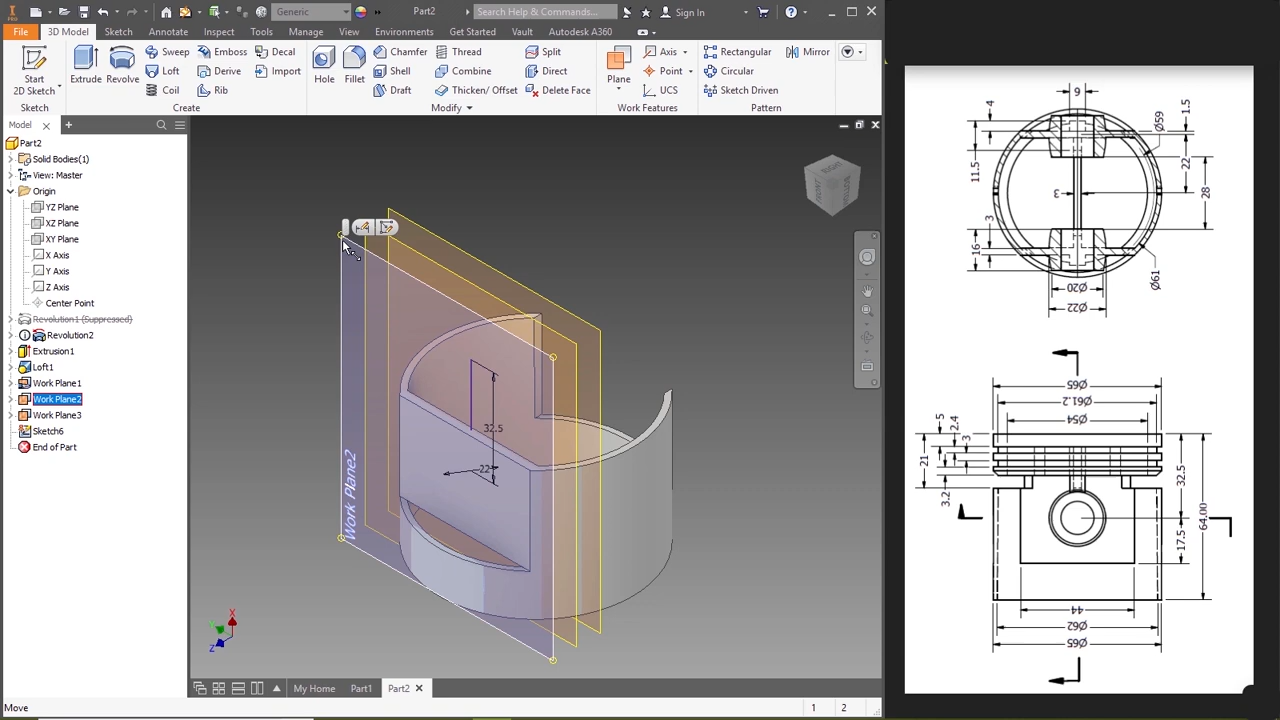 Generic
Part2
Search Help & Commands...
Sign In
PRO
File
3D Model
Sketch
Annotate
Inspect
Tools
Manage
View
Environments
Get Started
Vault
Autodesk A360
Start
2D Sketch
Extrude
Revolve
Sweep
Emboss
Decal
Loft
Derive
Import
Coil
Rib
Hole
Fillet
Chamfer
Thread
Split
Shell
Combine
Direct
Draft
Thicken/ Offset
Delete Face
Plane
Axis
Point
UCS
Rectangular
Mirror
Circular
Sketch Driven
Sketch
Create
Modify
Work Features
Pattern
Model
Part2
Solid Bodies(1)
View: Master
Origin
YZ Plane
XZ Plane
XY Plane
X Axis
Y Axis
Z Axis
Center Point
Revolution1 (Suppressed)
Revolution2
Extrusion1
Loft1
Work Plane1
Work Plane2
Work Plane3
Sketch6
End of Part
RIGHT
FRONT
BOTTOM
Work Plane2
32.5
22
X
Y
Z
My Home
Part1
Part2
Move
1
2
9
4
1.5
Ø59
11.5
22
3
28
3
16
Ø61
Ø20
Ø22
Ø65
Ø61.2
Ø54
5
2.4
3
21
3.2
32.5
64.00
17.5
44
Ø62
Ø65